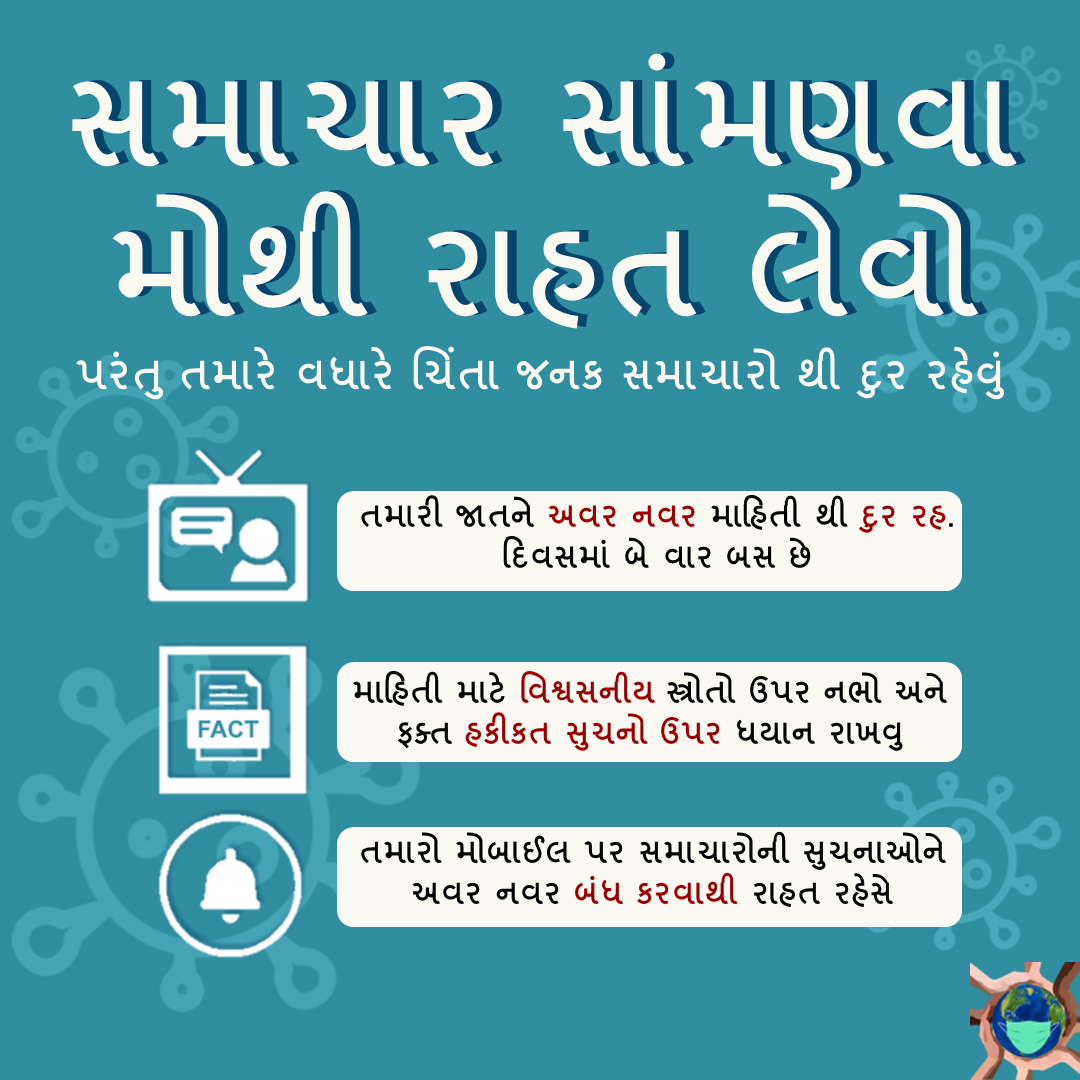 સમાચાર સાંમણવા
મોથી રાહત લેવો
પરંતુ તમારે વધારે ચિંતા જનક સમાચારો થી દુર રહેવું
તમારી જાતને અવર નવર માહિતી થી દુર રહ.
દિવસમાં બે વાર બસ છે
માહિતી માટે વિશ્વસનીય સ્ત્રોતો ઉપર નભો અને
FACT
ફક્ત હકીકત સુચનો ઉપર ધયાન રાખવુ
તમારો મોબાઈલ પર સમાચારોની સુચનાઓને
અવર નવર બંધ કરવાથી રાહત રહેસે